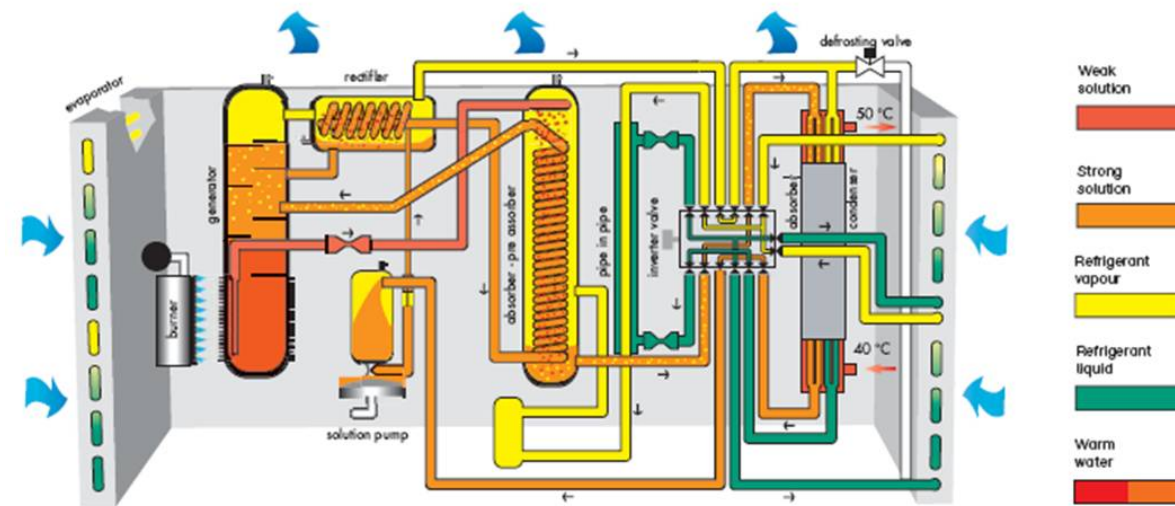 defrosting valve
rectifier
evaporator
50 °C
generator
absorber - pre assorber
pipe in pipe
inverter valve
absorber /
condenser
burner
40 °C
solution pump
Weak
solution
Strong
solution
Refrigerant
vapour
Refrigerant
liquid
Warm
water